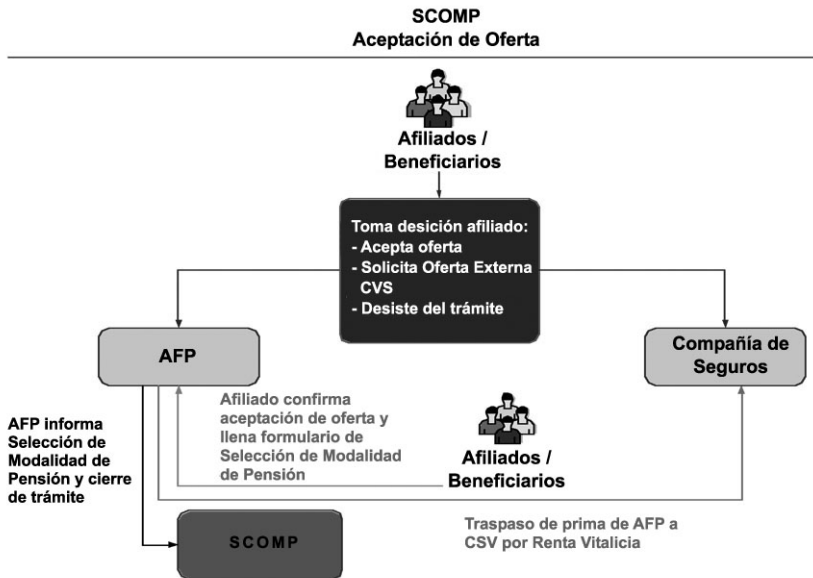 SCOMP
Aceptación de Oferta
Afiliados /
Beneficiarios
Toma desición afiliado:
- Acepta oferta
- Solicita Oferta Externa
CVS
- Desiste del trámite
AFP
Compañía de
Seguros
AFP informa
Selección de
Modalidad de
Pensión y cierre
de trámite
Afiliado confirma
aceptación de oferta y
llena formulario de
Selección de Modalidad
de Pensión
Afiliados /
Beneficiarios
Traspaso de prima de AFP a
CSV por Renta Vitalicia
SCOMP